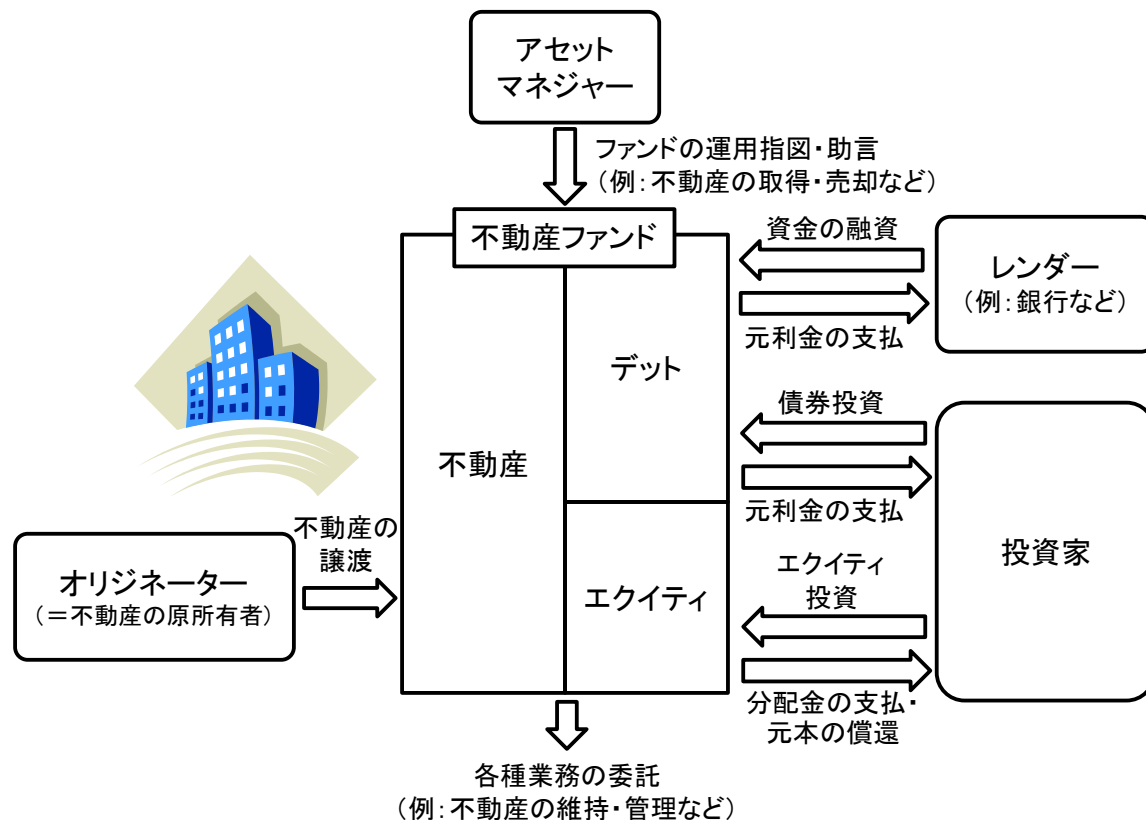 アセット
マネジャー
ファンドの運用指図・助言
（例：不動産の取得・売却など）
不動産ファンド
資金の融資
レンダー
（例：銀行など）
元利金の支払
デット
債券投資
不動産
元利金の支払
投資家
不動産の
譲渡
オリジネーター
（＝不動産の原所有者）
エクイティ
エクイティ
投資
分配金の支払・
元本の償還
各種業務の委託
（例：不動産の維持・管理など）